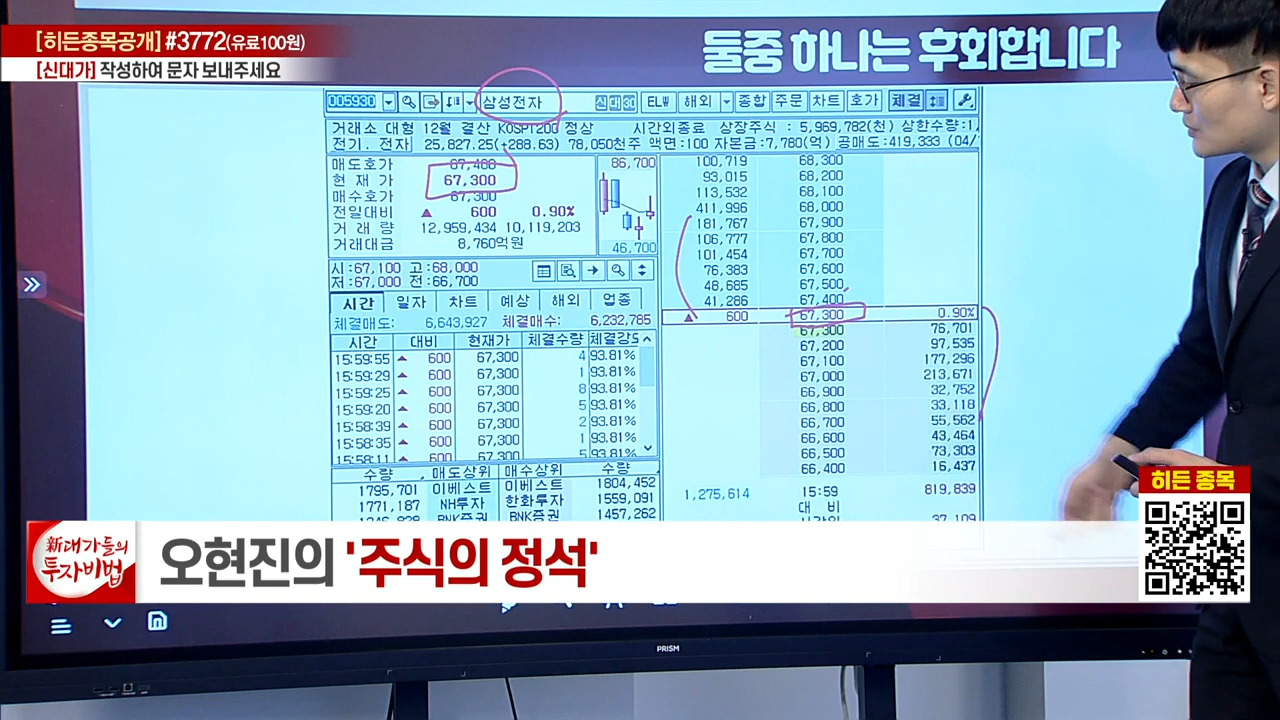 [히든종목공개] #3772(유료100원)
[신대가] 작성하여 문자 보내주세요
둘중 하나는 후회합니다
005930 삼성전자 신 대 30 ELW 해외 종합 주문 차트 호가 체결
거래소 대형 12월 결산 KOSPI200 정상 시간외종료 상장주식 : 5,969,782(천) 상한수량:1,
전기. 전자 25,827.25(+288.63) 78,050천주 액면:100 자본금:7,780(억) 공매도:419,333 (04/
매도호가 67,400
현재가 67,300
매수호가 67,300
전일대비 ▲ 600 0.90%
거래량 12,959,434 10,119,203
거래대금 8,760억원
86,700
46,700
시:67,100 고:68,000
저:67,000 전:66,700
시간 일자 차트 예상 해외 업종
체결매도: 6,643,927 체결매수: 6,232,785
시간 대비 현재가 체결수량 체결강도
15:59:55 ▲ 600 67,300 4 93.81%
15:59:29 ▲ 600 67,300 1 93.81%
15:59:25 ▲ 600 67,300 8 93.81%
15:59:20 ▲ 600 67,300 5 93.81%
15:58:39 ▲ 600 67,300 2 93.81%
15:58:35 ▲ 600 67,300 1 93.81%
15:58:11 ▲ 600 67,300 5 93.81%
수량 매도상위 매수상위 수량
1795,701 이베스트 이베스트 1804,452
1771,187 NH투자 한화투자 1559,091
BNK증권 BNK증권 1457,262
100,719 68,300
93,015 68,200
113,532 68,100
411,996 68,000
181,767 67,900
106,777 67,800
101,454 67,700
76,383 67,600
48,685 67,500
41,286 67,400
▲ 600 67,300 0.90%
67,300 76,701
67,200 97,535
67,100 177,296
67,000 213,671
66,900 32,752
66,800 33,118
66,700 55,562
66,600 43,464
66,500 73,303
66,400 16,437
1,275,614 15:59 819,839
대 비
37,109
히든 종목
新대가들의
투자비법
오현진의 '주식의 정석'
PRISM